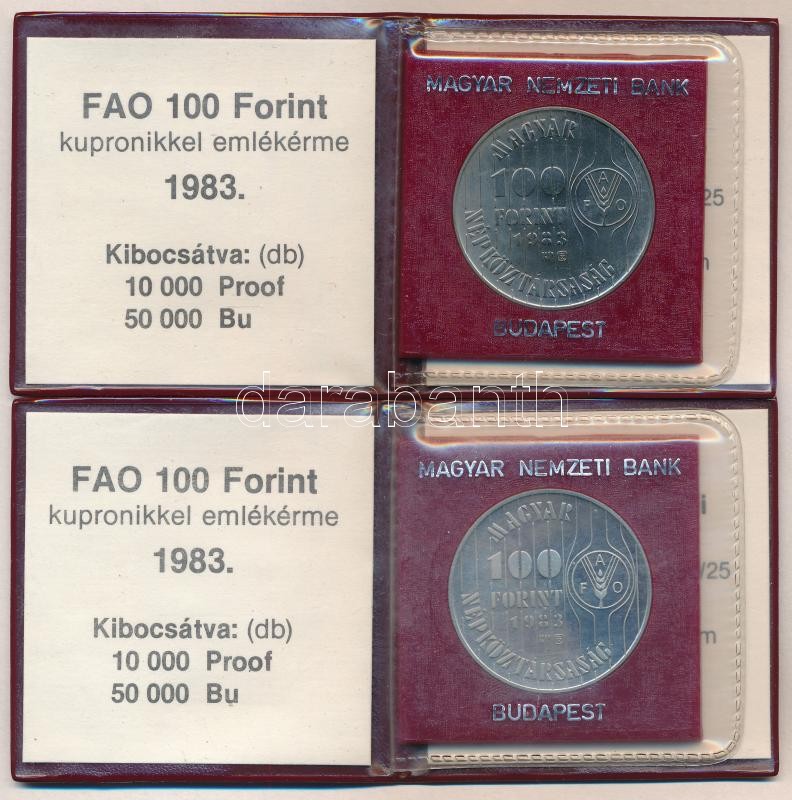 FAO 100 Forint
kupronikkel emlékérme
1983.
Kibocsátva: (db)
10 000 Proof
50 000 Bu
MAGYAR NEMZETI BANK
MAGYAR
100
FORINT
1983
NÉPKÖZTÁRSASÁG
F A O
BUDAPEST
25
m
darabanth
FAO 100 Forint
kupronikkel emlékérme
1983.
Kibocsátva: (db)
10 000 Proof
50 000 Bu
MAGYAR NEMZETI BANK
MAGYAR
100
FORINT
1983
NÉPKÖZTÁRSASÁG
F A O
BUDAPEST
i
/25
m